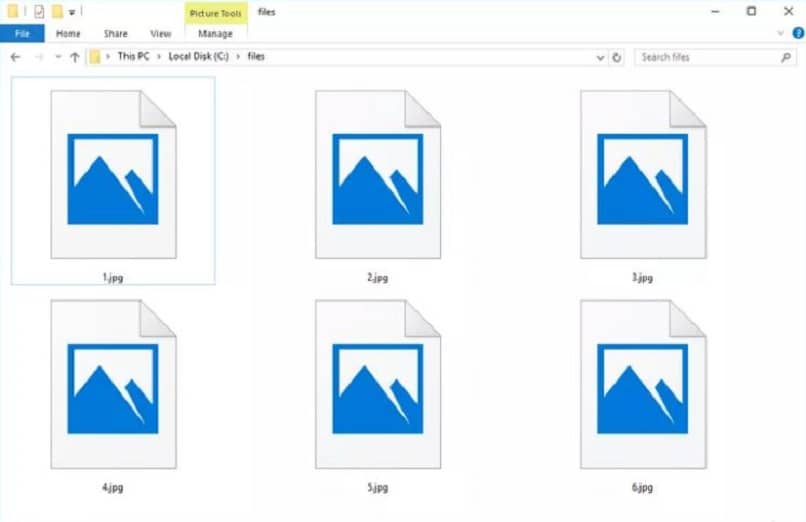 Picture Tools files
File Home Share View Manage
This PC Local Disk (C:) files
Search files
1.jpg 2.jpg 3.jpg
4.jpg 5.jpg 6.jpg